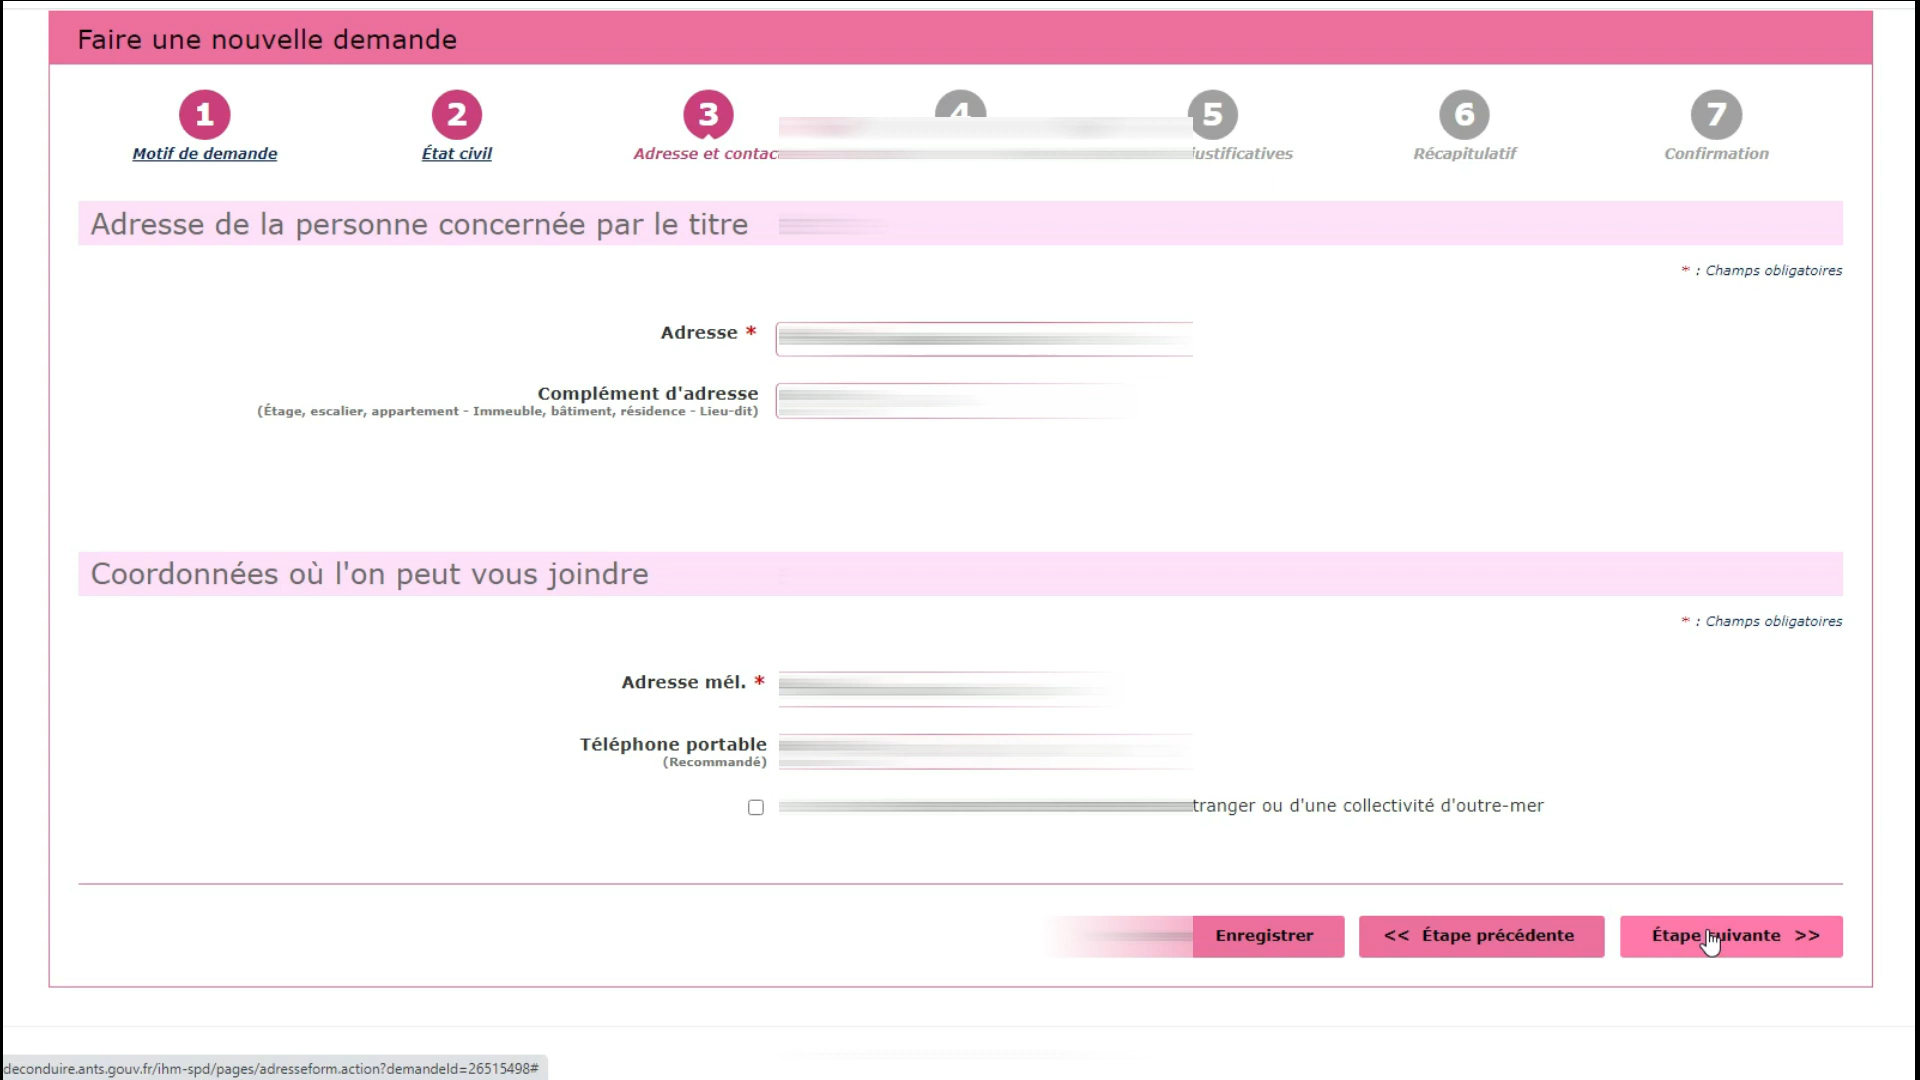 Faire une nouvelle demande
1 2 3 4 5 6 7
Motif de demande État civil Adresse et contac ustificatives Récapitulatif Confirmation
Adresse de la personne concernée par le titre
* : Champs obligatoires
Adresse *
Complément d'adresse
(Étage, escalier, appartement - Immeuble, bâtiment, résidence - Lieu-dit)
Coordonnées où l'on peut vous joindre
* : Champs obligatoires
Adresse mél. *
Téléphone portable
(Recommandé)
tranger ou d'une collectivité d'outre-mer
Enregistrer << Étape précédente Étape suivante >>
deconduire.ants.gouv.fr/ihm-spd/pages/adresseform.action?demandeId=26515498#